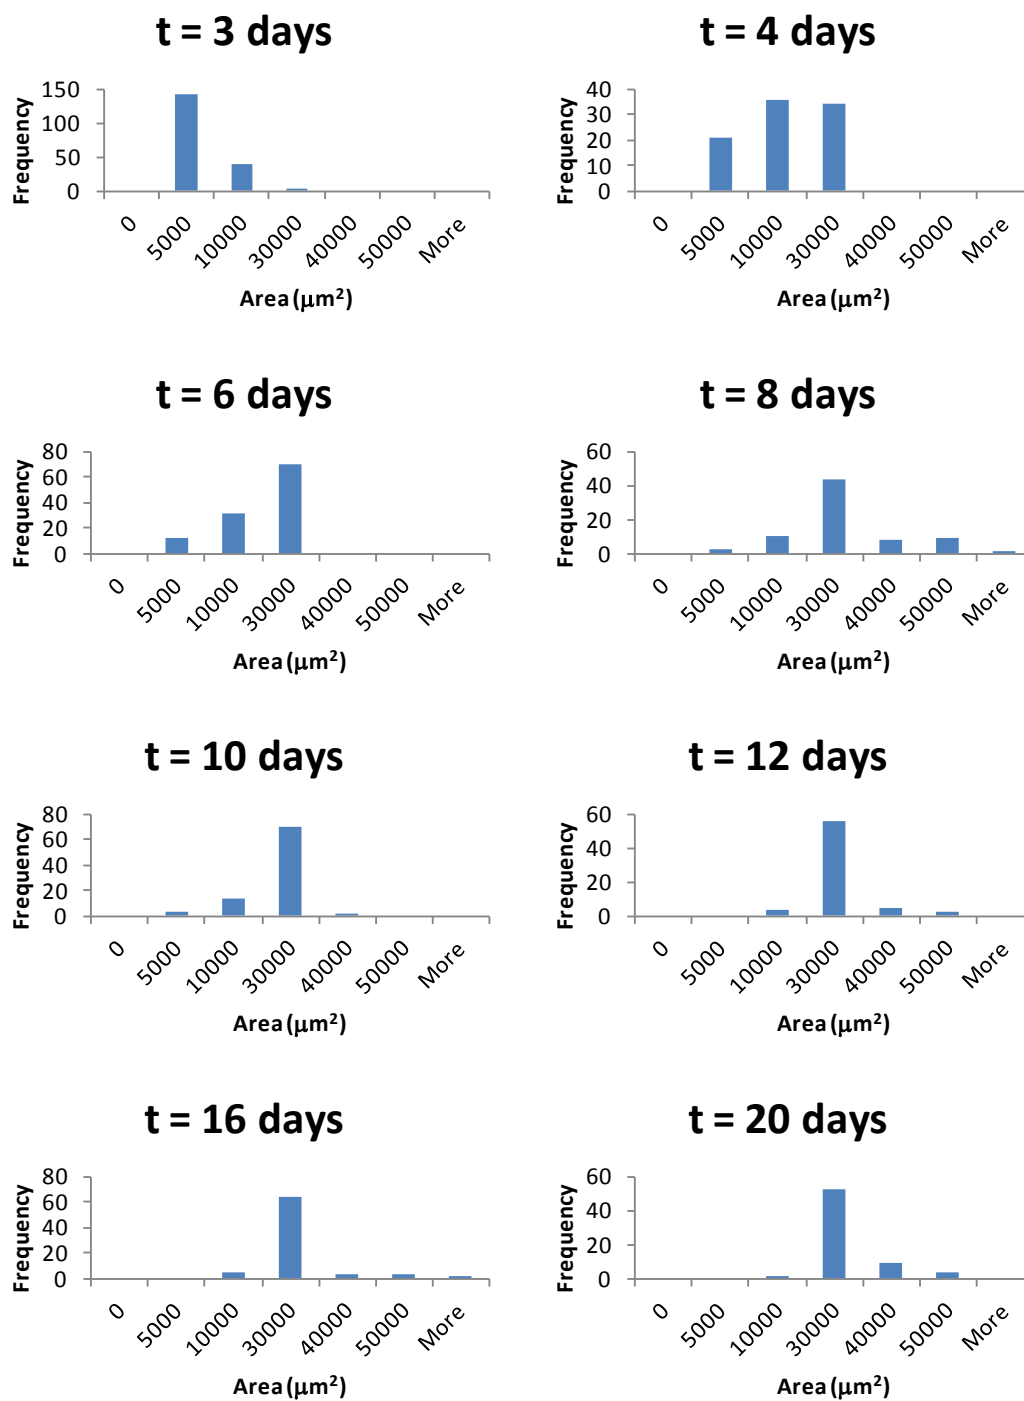 t = 3 days
150
100
50
0
Frequency
0 5000 10000 30000 40000 50000 More
Area (μm²)
t = 4 days
40
30
20
10
0
Frequency
0 5000 10000 30000 40000 50000 More
Area (μm²)
t = 6 days
80
60
40
20
0
Frequency
0 5000 10000 30000 40000 50000 More
Area (μm²)
t = 8 days
60
40
20
0
Frequency
0 5000 10000 30000 40000 50000 More
Area (μm²)
t = 10 days
80
60
40
20
0
Frequency
0 5000 10000 30000 40000 50000 More
Area (μm²)
t = 12 days
60
40
20
0
Frequency
0 5000 10000 30000 40000 50000 More
Area (μm²)
t = 16 days
80
60
40
20
0
Frequency
0 5000 10000 30000 40000 50000 More
Area (μm²)
t = 20 days
60
40
20
0
Frequency
0 5000 10000 30000 40000 50000 More
Area (μm²)